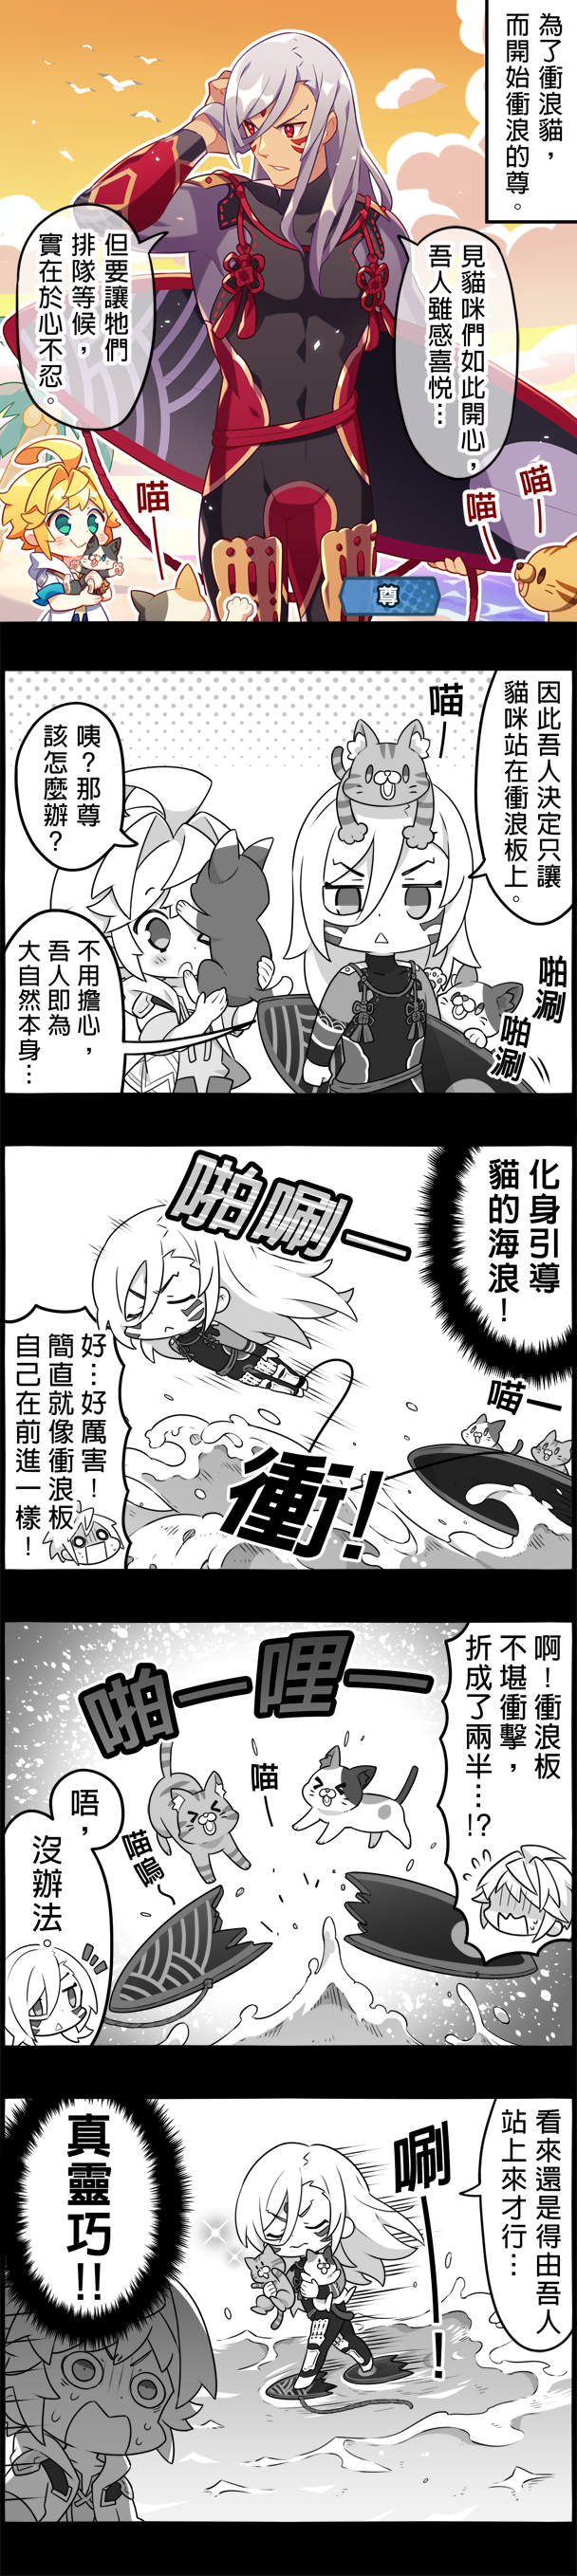 為了衝浪貓，
而開始衝浪的尊。
見貓咪們如此開心，
吾人雖感喜悦…
但要讓牠們
排隊等候，
實在於心不忍。
喵—
喵—
喵—
尊
因此吾人決定只讓
貓咪站在衝浪板上。
喵—
咦？那尊
該怎麼辦？
不用擔心，
吾人即為
大自然本身…
啪涮
啪涮
化身引導
貓的海浪！
啪唰—
喵—
衝！
好…好厲害！
簡直就像衝浪板
自己在前進一樣！
啊！衝浪板
不堪衝擊，
折成了兩半…!?
啪—哩—
喵—
喵嗚～
唔，
沒辦法
看來還是得由吾人
站上來才行…
唰—！
真靈巧!!